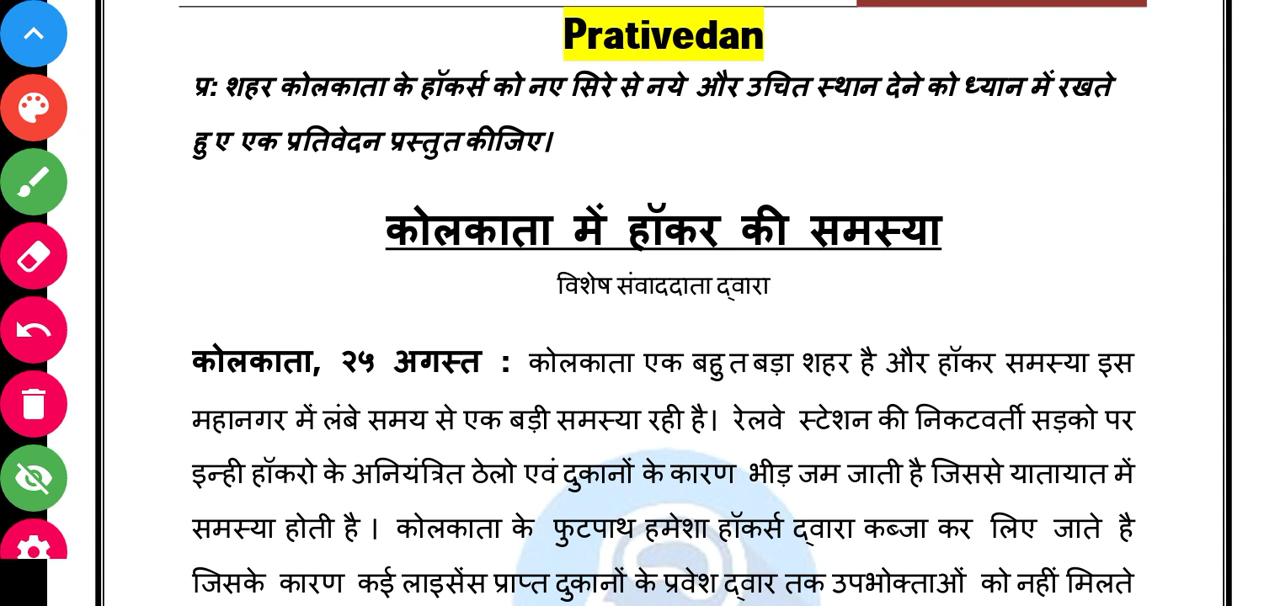 Prativedan
प्र: शहर कोलकाता के हॉकर्स को नए सिरे से नये और उचित स्थान देने को ध्यान में रखते
हुए एक प्रतिवेदन प्रस्तुत कीजिए।
कोलकाता में हॉकर की समस्या
विशेष संवाददाता द्वारा
कोलकाता, २५ अगस्त : कोलकाता एक बहुत बड़ा शहर है और हॉकर समस्या इस
महानगर में लंबे समय से एक बड़ी समस्या रही है। रेलवे स्टेशन की निकटवर्ती सड़को पर
इन्ही हॉकरो के अनियंत्रित ठेलो एवं दुकानों के कारण भीड़ जम जाती है जिससे यातायात में
समस्या होती है । कोलकाता के फुटपाथ हमेशा हॉकर्स द्वारा कब्जा कर लिए जाते है
जिसके कारण कई लाइसेंस प्राप्त दुकानों के प्रवेश द्वार तक उपभोक्ताओं को नहीं मिलते